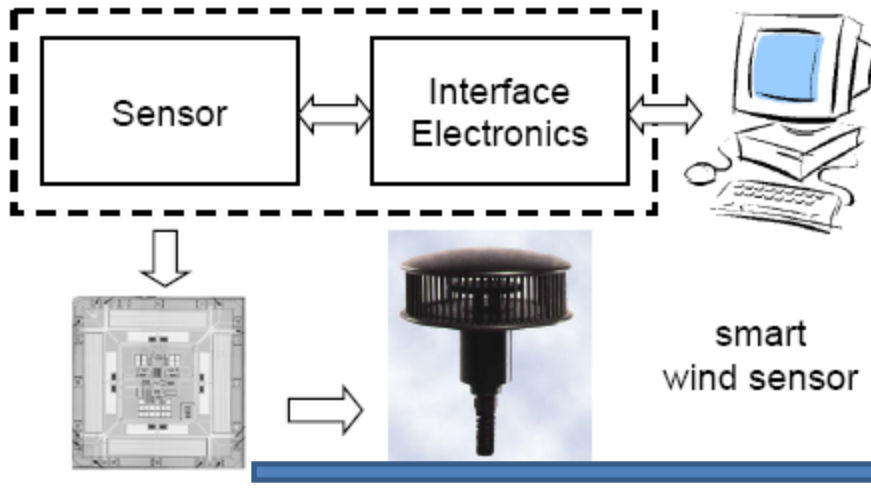 Sensor
Interface
Electronics
smart
wind sensor